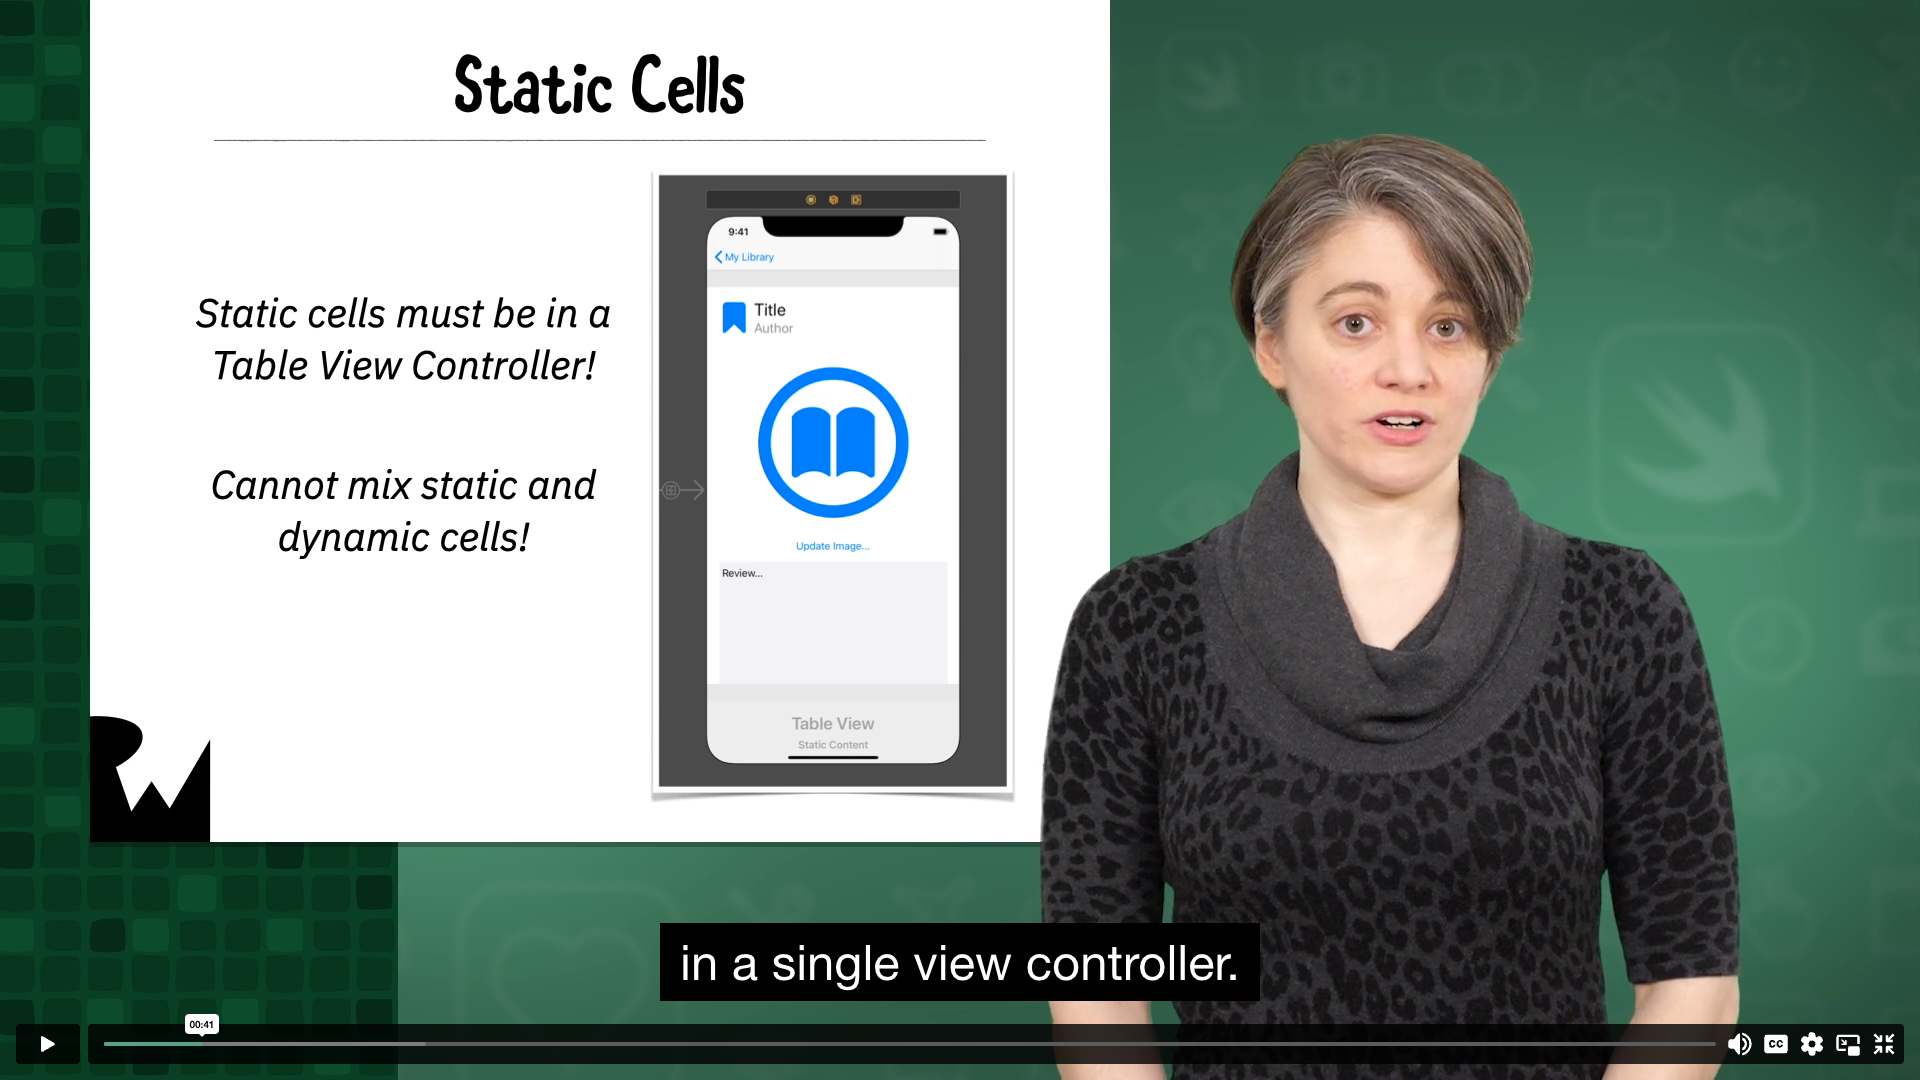 Static Cells
Static cells must be in a
Table View Controller!
Cannot mix static and
dynamic cells!
9:41
My Library
Title
Author
Update Image...
Review...
Table View
Static Content
RW
in a single view controller.
00:41
CC